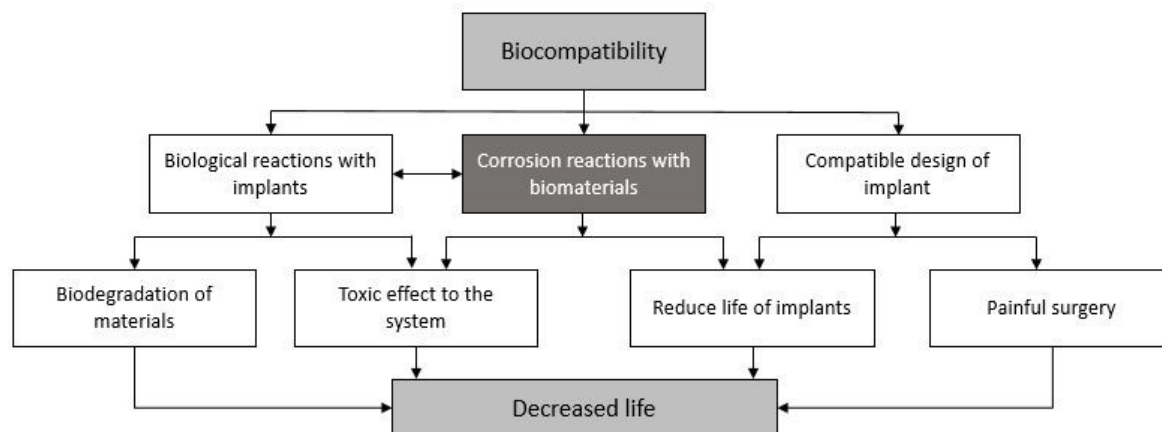 Biocompatibility
Biological reactions with
implants
Corrosion reactions with
biomaterials
Compatible design of
implant
Biodegradation of
materials
Toxic effect to the
system
Reduce life of implants
Painful surgery
Decreased life